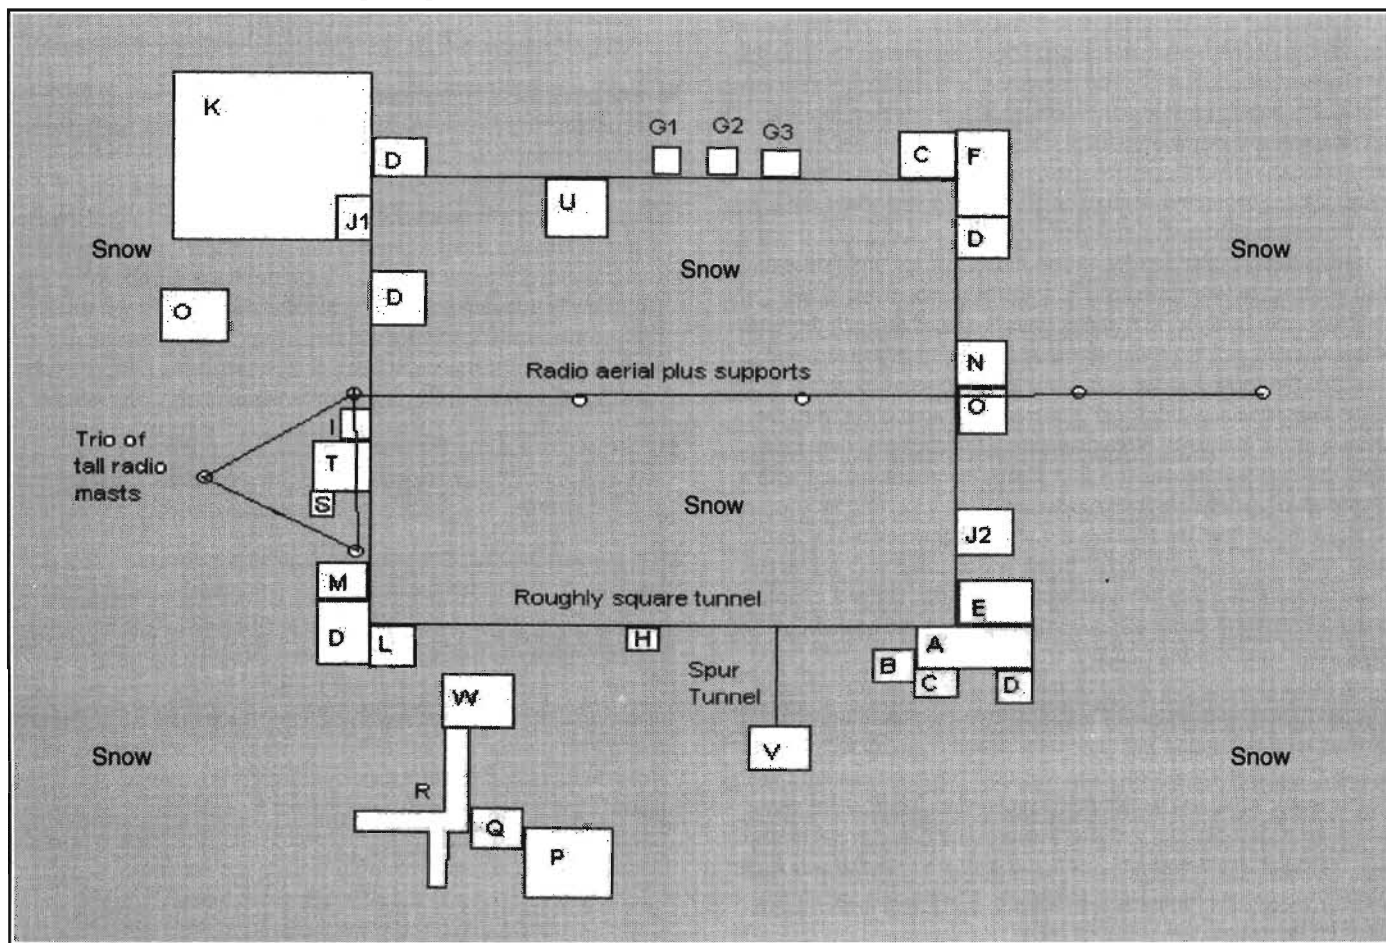 K
G1 G2 G3
D C F
J1 U
D
Snow Snow Snow
O D
Radio aerial plus supports N
O
I
Trio of
tall radio
masts
T
S Snow
J2
M Roughly square tunnel E
D L H A
Spur
Tunnel
B C D
W
Snow V Snow
R
Q
P